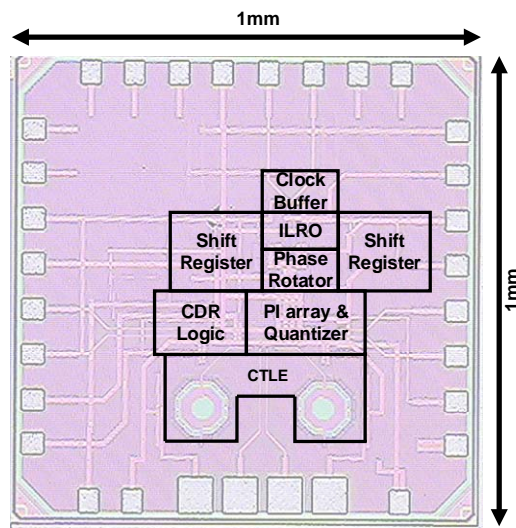 1mm
1mm
Clock
Buffer
ILRO
Shift
Register
Phase
Rotator
Shift
Register
CDR
Logic
PI array &
Quantizer
CTLE